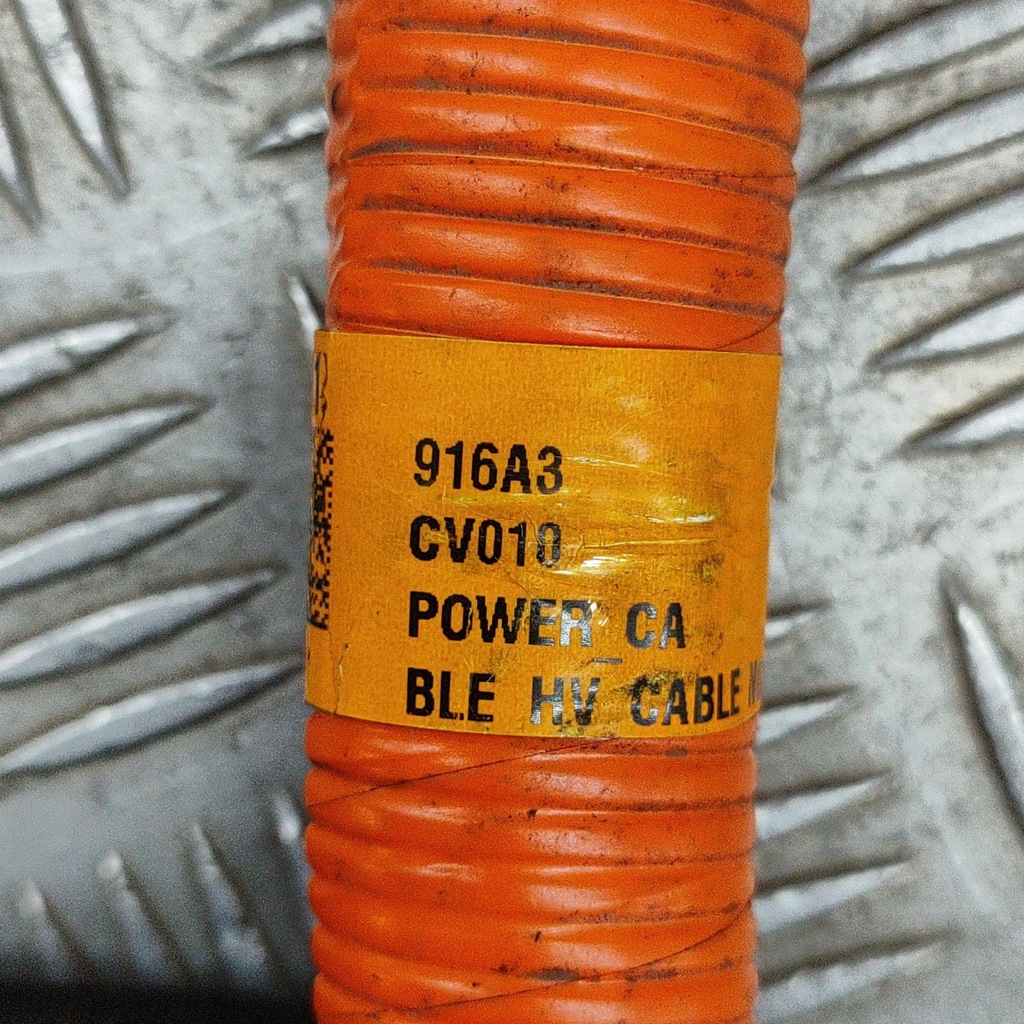 916A3
CV010
POWER_CA
BLE HV CABLE